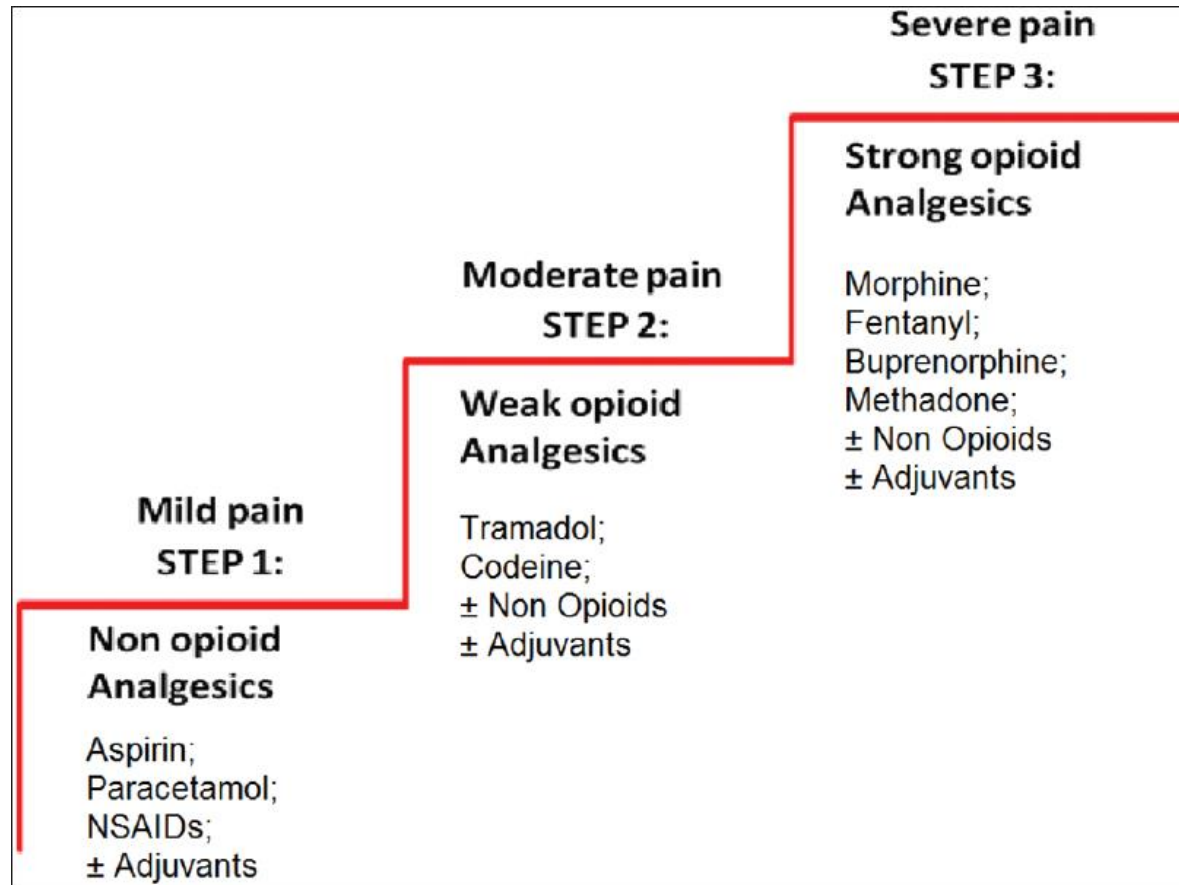 Severe pain
STEP 3:
Strong opioid
Analgesics
Morphine;
Fentanyl;
Buprenorphine;
Methadone;
± Non Opioids
± Adjuvants
Moderate pain
STEP 2:
Weak opioid
Analgesics
Tramadol;
Codeine;
± Non Opioids
± Adjuvants
Mild pain
STEP 1:
Non opioid
Analgesics
Aspirin;
Paracetamol;
NSAIDs;
± Adjuvants